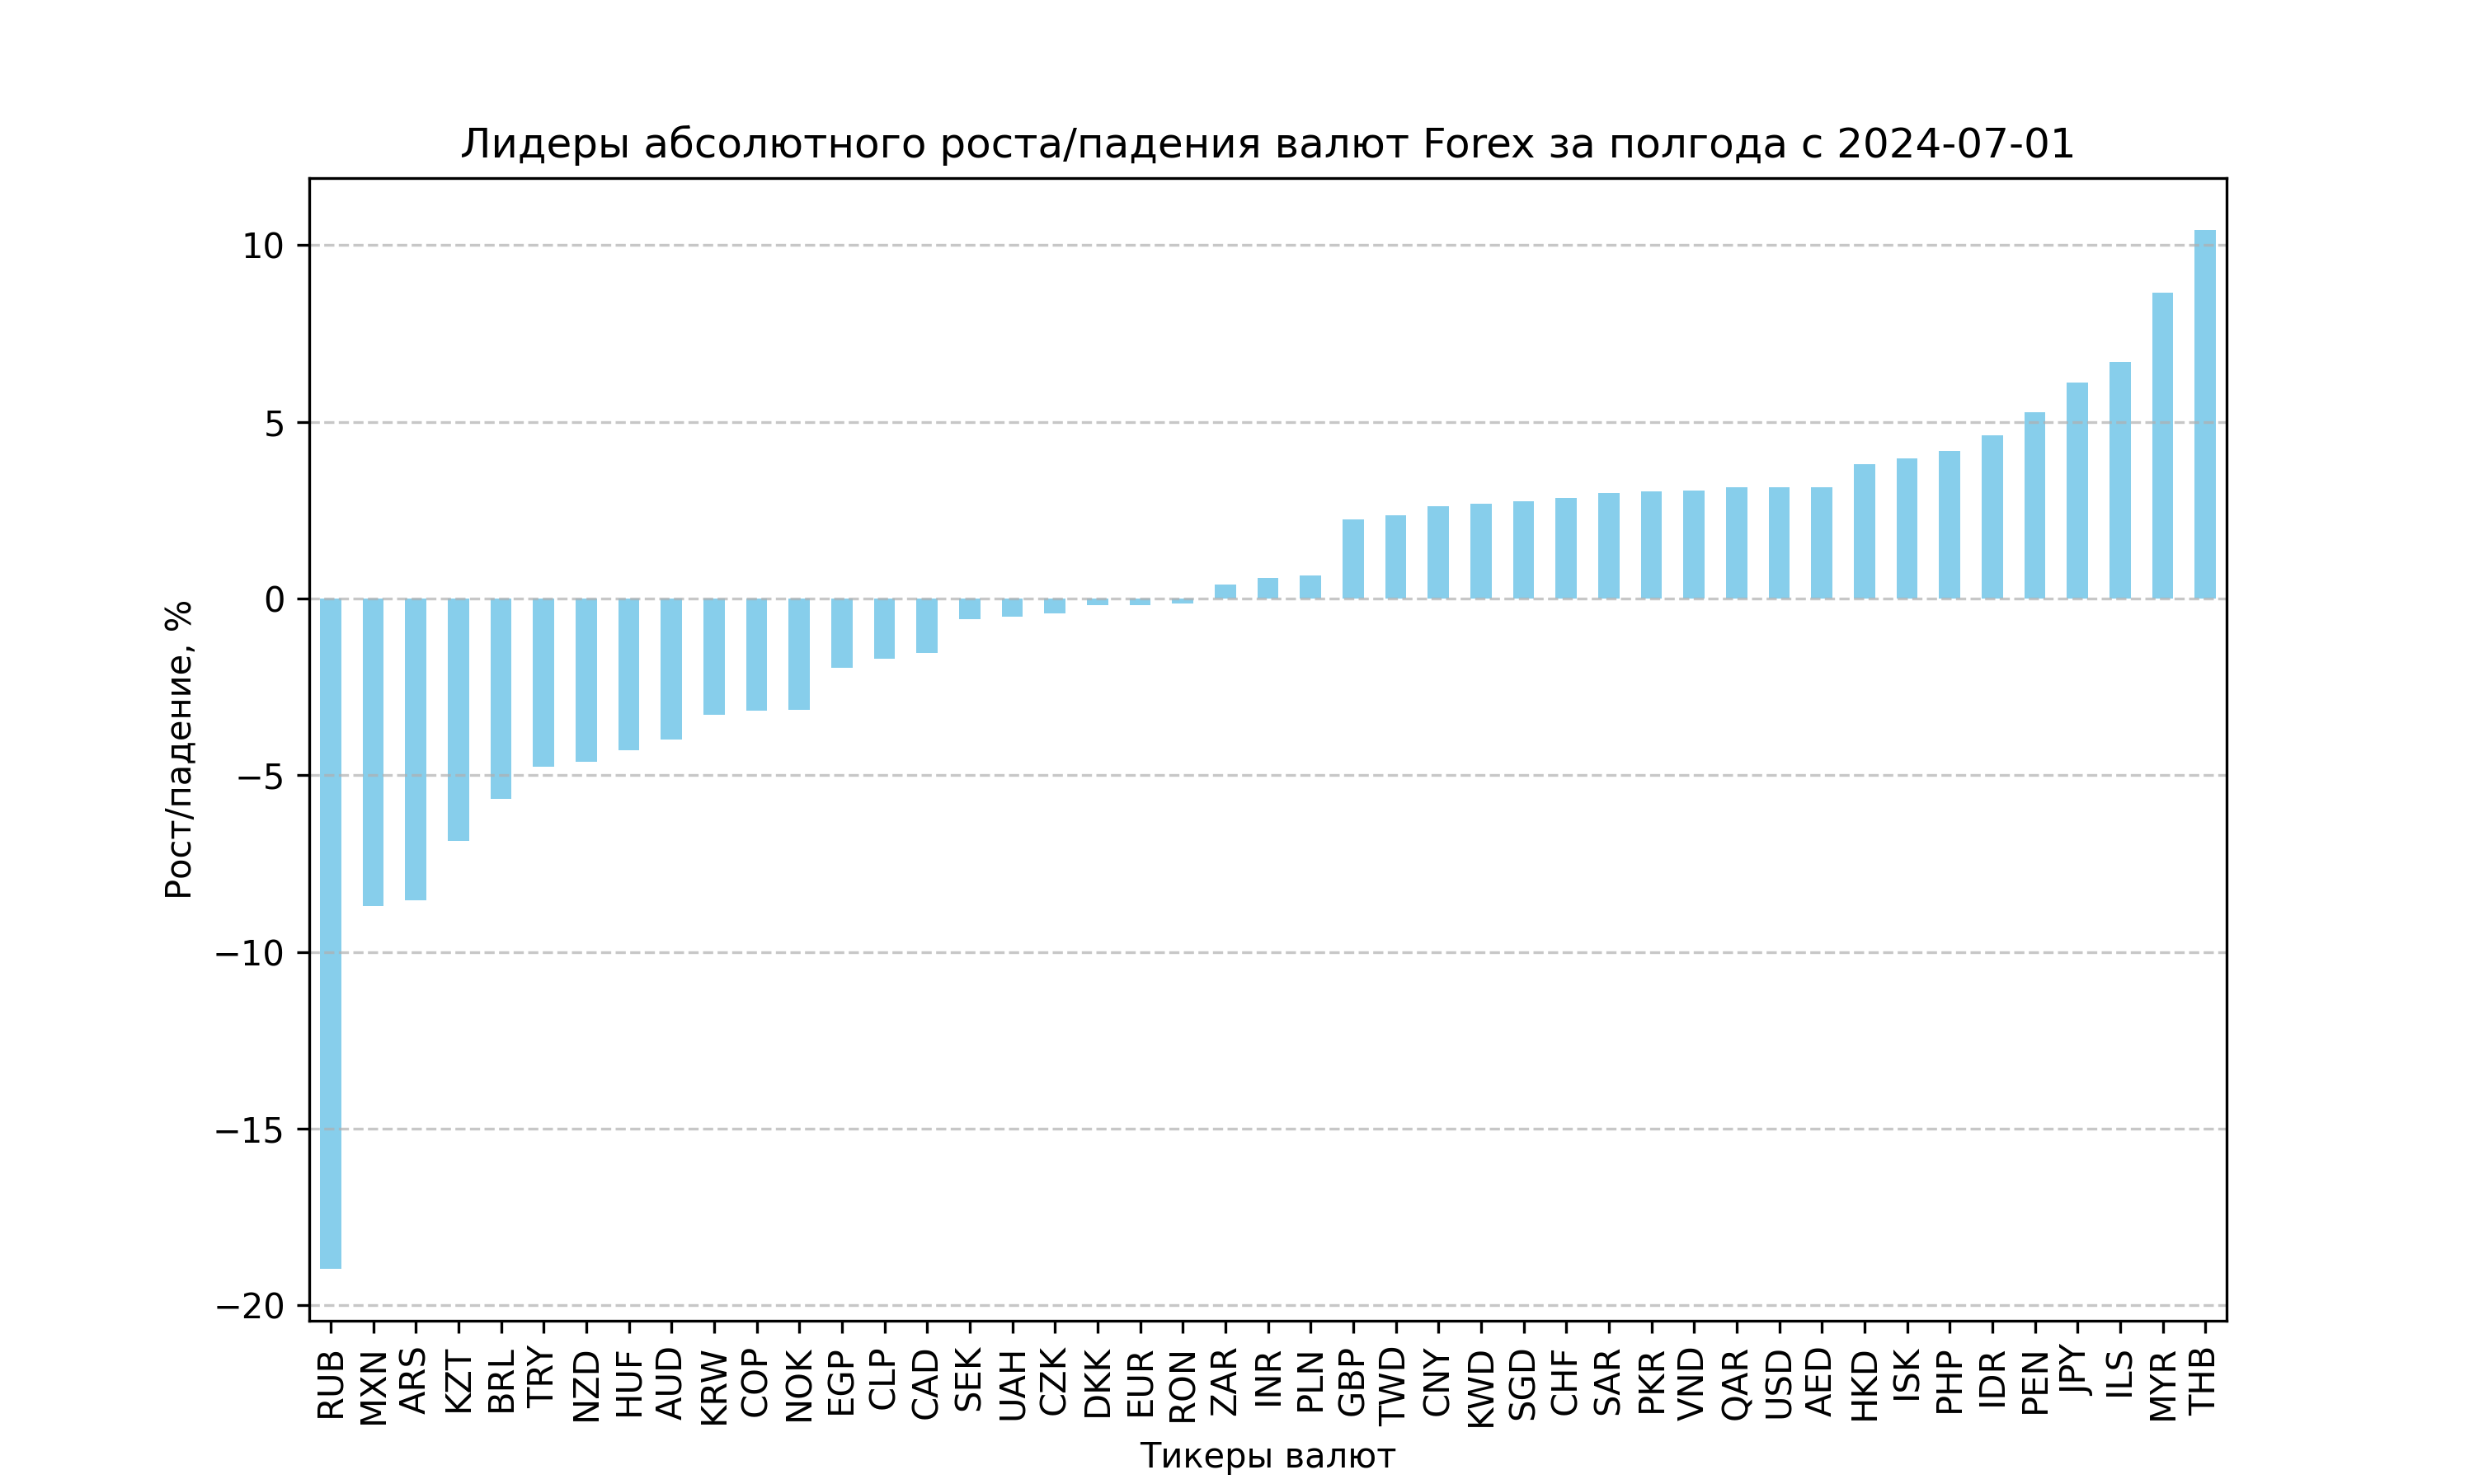 Лидеры абсолютного роста/падения валют Forex за полгода с 2024-07-01
Рост/падение, %
10
5
0
−5
−10
−15
−20
RUB
MXN
ARS
KZT
BRL
TRY
NZD
HUF
AUD
KRW
COP
NOK
EGP
CLP
CAD
SEK
UAH
CZK
DKK
EUR
RON
ZAR
INR
PLN
GBP
TWD
CNY
KWD
SGD
CHF
SAR
PKR
VND
QAR
USD
AED
HKD
ISK
PHP
IDR
PEN
JPY
ILS
MYR
THB
Тикеры валют